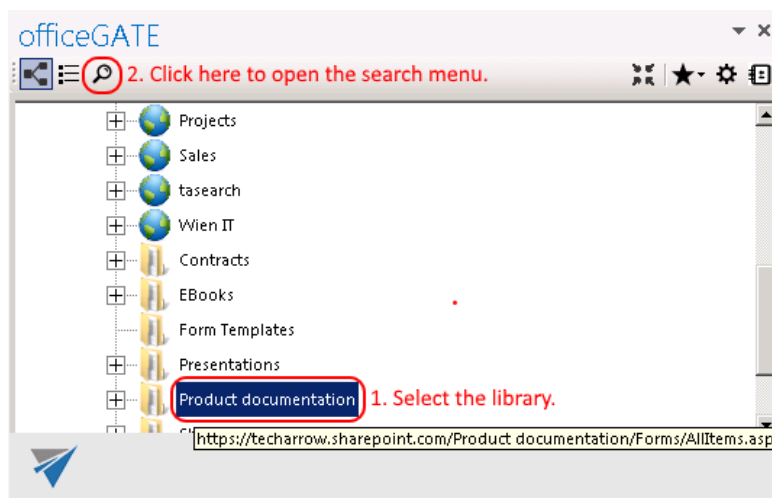 officeGATE
2. Click here to open the search menu.
Projects
Sales
tasearch
Wien IT
Contracts
EBooks
Form Templates
Presentations
Product documentation 1. Select the library.
https://techarrow.sharepoint.com/Product documentation/Forms/AllItems.asp